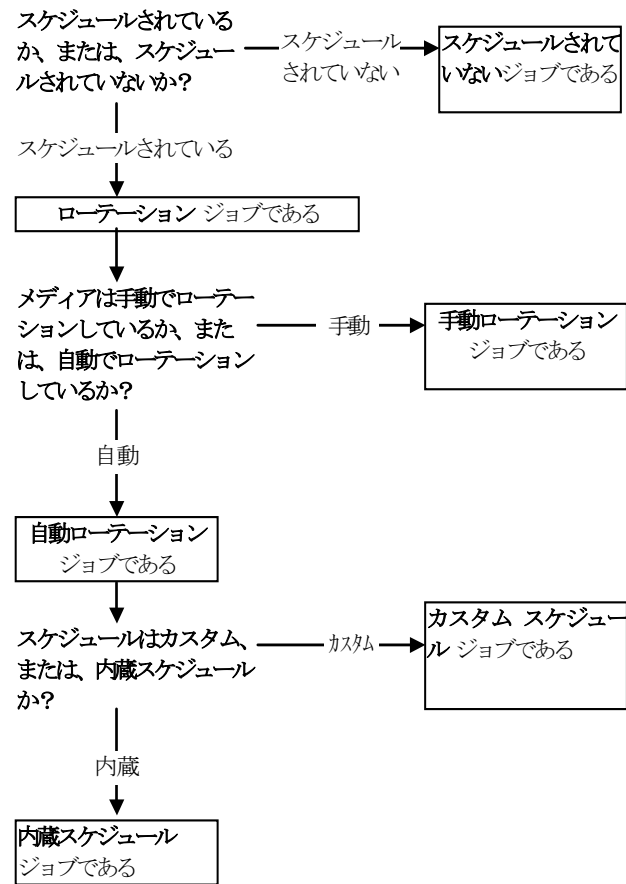 スケジュールされている
か、または、スケジュー
ルされていないか?
スケジュール
されていない
スケジュールされて
いないジョブである
スケジュールされている
ローテーション ジョブである
メディアは手動でローテー
ションしているか、また
は、自動でローテーション
しているか?
手動
手動ローテーション
ジョブである
自動
自動ローテーション
ジョブである
スケジュールはカスタム、
または、内蔵スケジュール
か?
カスタム
カスタム スケジュー
ル ジョブである
内蔵
内蔵スケジュール
ジョブである